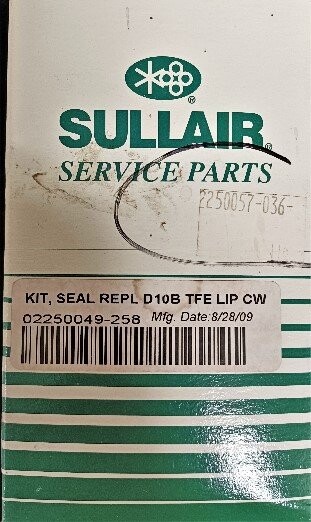 SULLAIR®
SERVICE PARTS
2250057-036-
KIT, SEAL REPL D10B TFE LIP CW
02250049-258 Mfg. Date:8/28/09